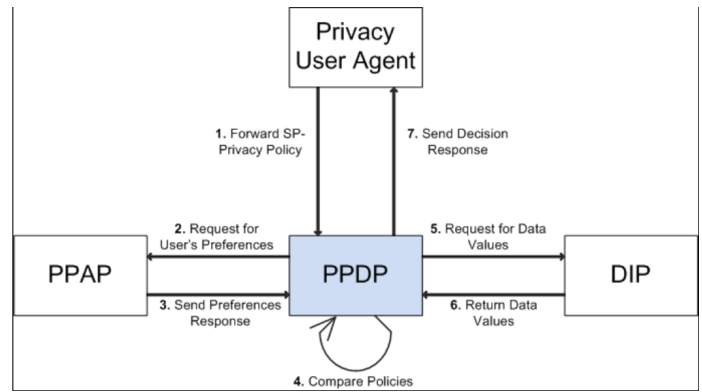 Privacy
User Agent
1. Forward SP-
Privacy Policy
7. Send Decision
Response
2. Request for
User's Preferences
5. Request for Data
Values
PPAP
PPDP
DIP
3. Send Preferences
Response
6. Return Data
Values
4. Compare Policies